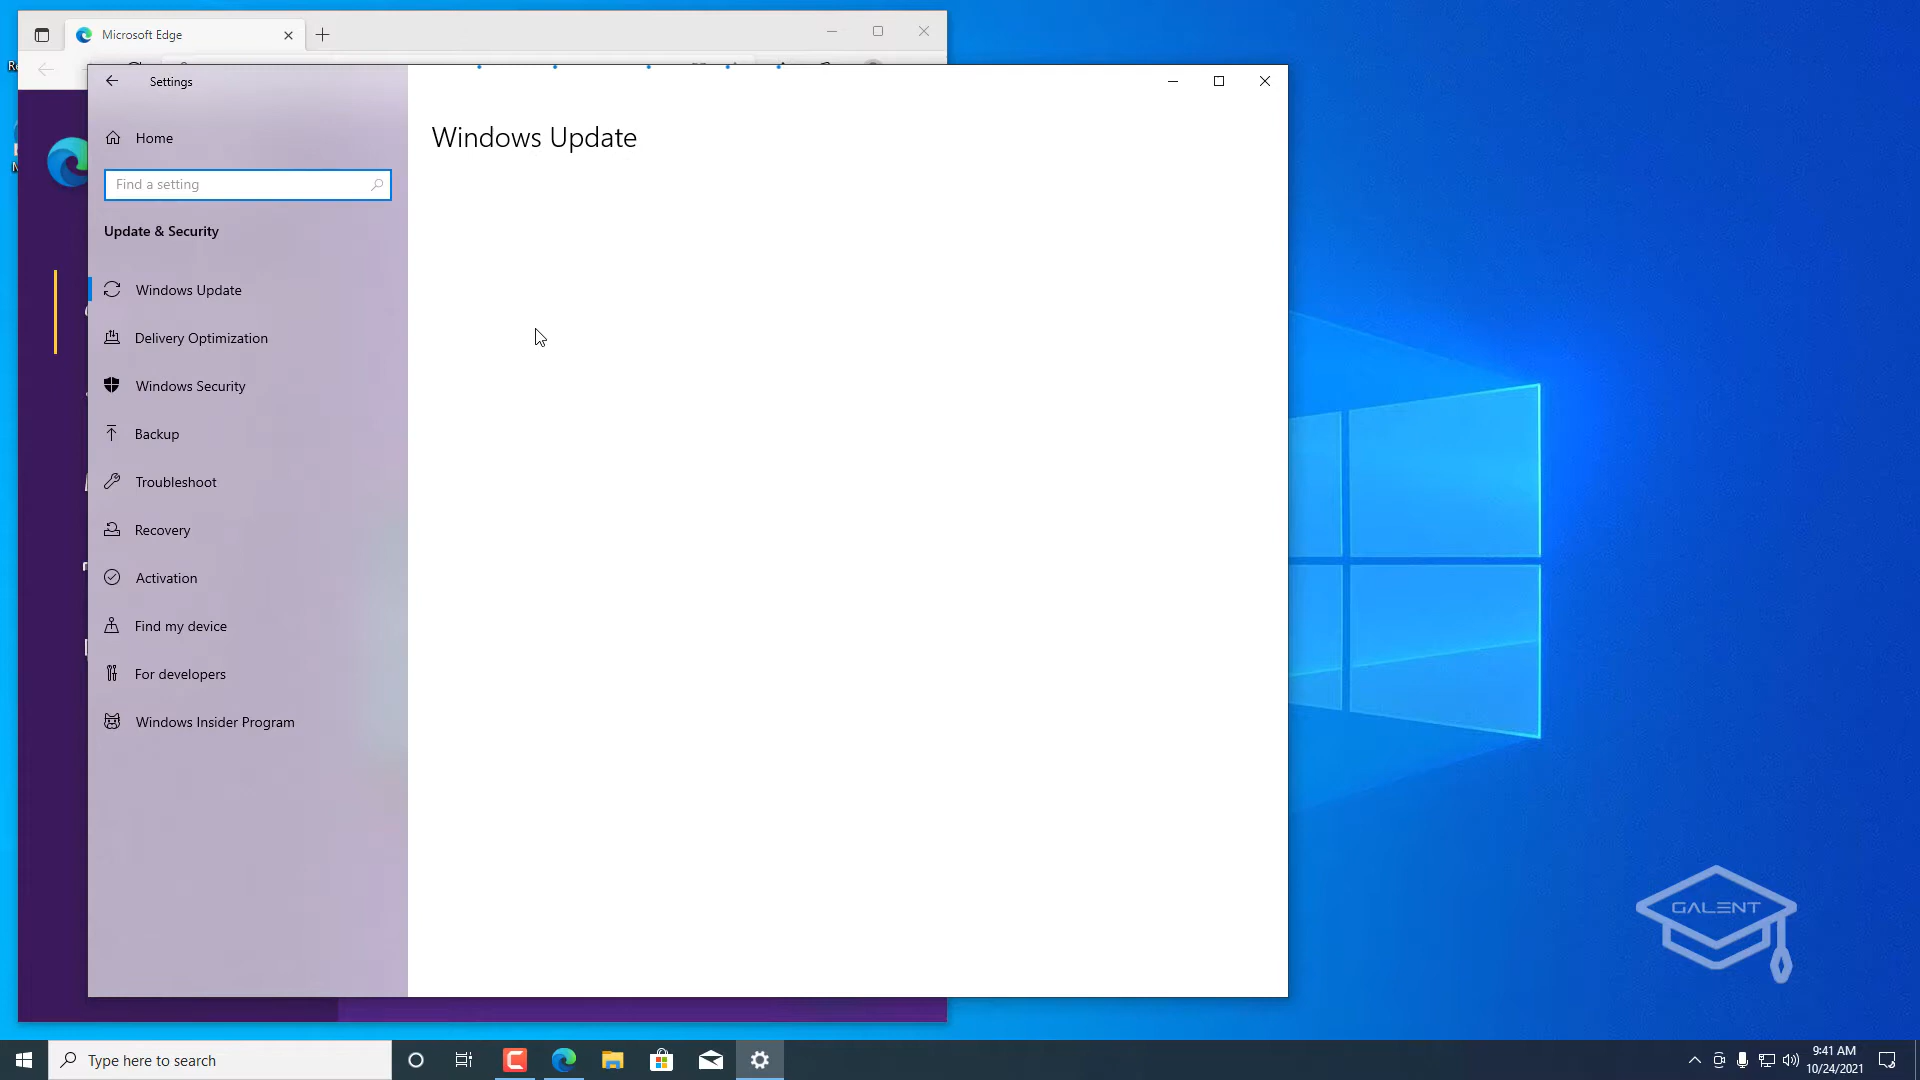 Microsoft Edge
Re
Settings
Home
Windows Update
Find a setting
Update & Security
Windows Update
Delivery Optimization
Windows Security
Backup
Troubleshoot
Recovery
Activation
Find my device
For developers
Windows Insider Program
GALENT
Type here to search
9:41 AM
10/24/2021